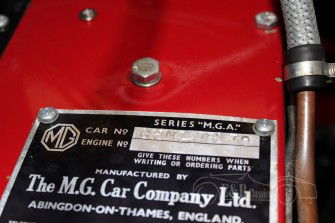 SERIES "M.G.A."
MG
CAR No
ENGINE No
GIVE THESE NUMBERS WHEN
WRITING OR ORDERING PARTS
MANUFACTURED BY
The M.G. Car Company Ltd.
ABINGDON-ON-THAMES, ENGLAND.